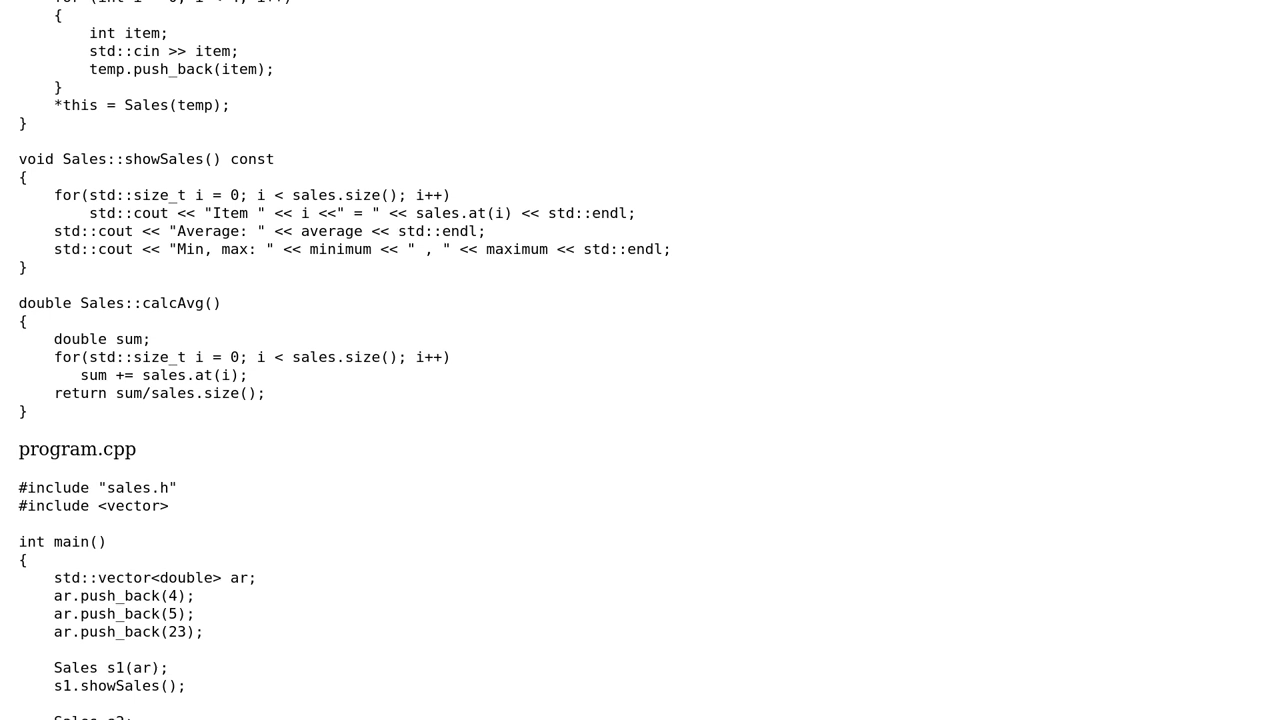 {
        int item;
        std::cin >> item;
        temp.push_back(item);
    }
    *this = Sales(temp);
}

void Sales::showSales() const
{
    for(std::size_t i = 0; i < sales.size(); i++)
        std::cout << "Item " << i <<" = " << sales.at(i) << std::endl;
    std::cout << "Average: " << average << std::endl;
    std::cout << "Min, max: " << minimum << " , " << maximum << std::endl;
}

double Sales::calcAvg()
{
    double sum;
    for(std::size_t i = 0; i < sales.size(); i++)
       sum += sales.at(i);
    return sum/sales.size();
}

program.cpp

#include "sales.h"
#include <vector>

int main()
{
    std::vector<double> ar;
    ar.push_back(4);
    ar.push_back(5);
    ar.push_back(23);

    Sales s1(ar);
    s1.showSales();